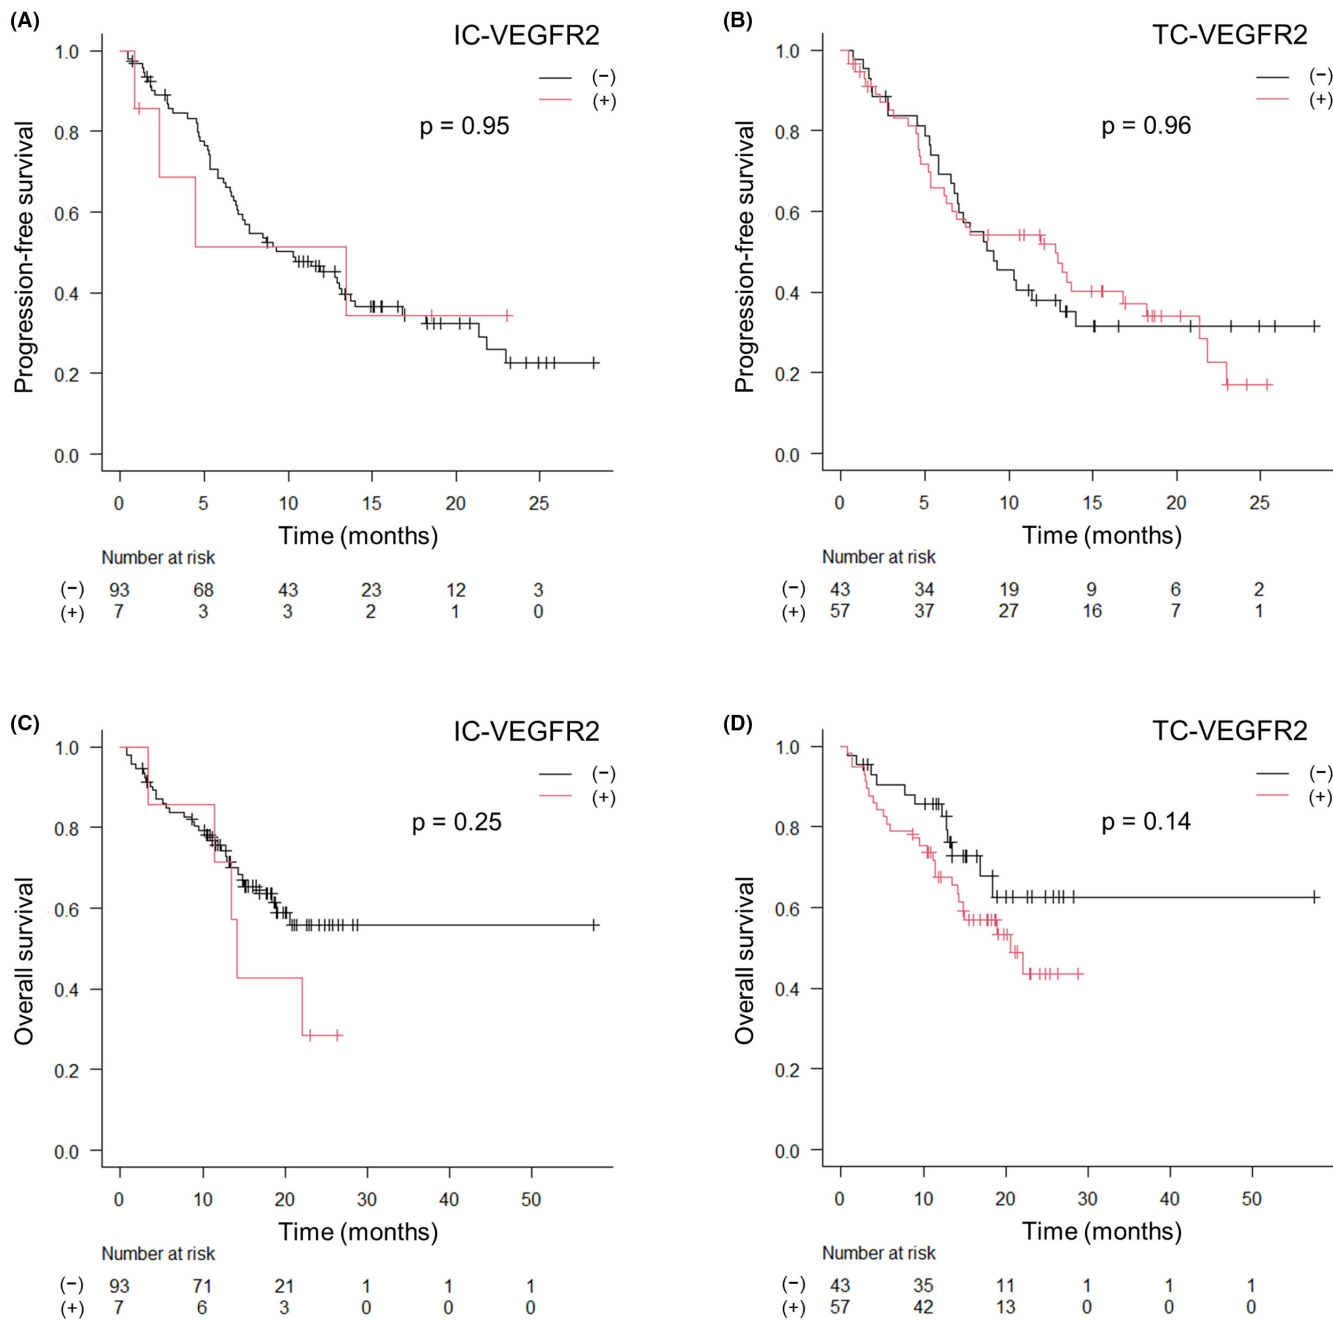 (A)
IC-VEGFR2
(−)
(+)
p = 0.95
Progression-free survival
1.0
0.8
0.6
0.4
0.2
0.0
0 5 10 15 20 25
Time (months)
Number at risk
(−) 93 68 43 23 12 3
(+) 7 3 3 2 1 0
(B)
TC-VEGFR2
(−)
(+)
p = 0.96
Progression-free survival
1.0
0.8
0.6
0.4
0.2
0.0
0 5 10 15 20 25
Time (months)
Number at risk
(−) 43 34 19 9 6 2
(+) 57 37 27 16 7 1
(C)
IC-VEGFR2
(−)
(+)
p = 0.25
Overall survival
1.0
0.8
0.6
0.4
0.2
0.0
0 10 20 30 40 50
Time (months)
Number at risk
(−) 93 71 21 1 1 1
(+) 7 6 3 0 0 0
(D)
TC-VEGFR2
(−)
(+)
p = 0.14
Overall survival
1.0
0.8
0.6
0.4
0.2
0.0
0 10 20 30 40 50
Time (months)
Number at risk
(−) 43 35 11 1 1 1
(+) 57 42 13 0 0 0